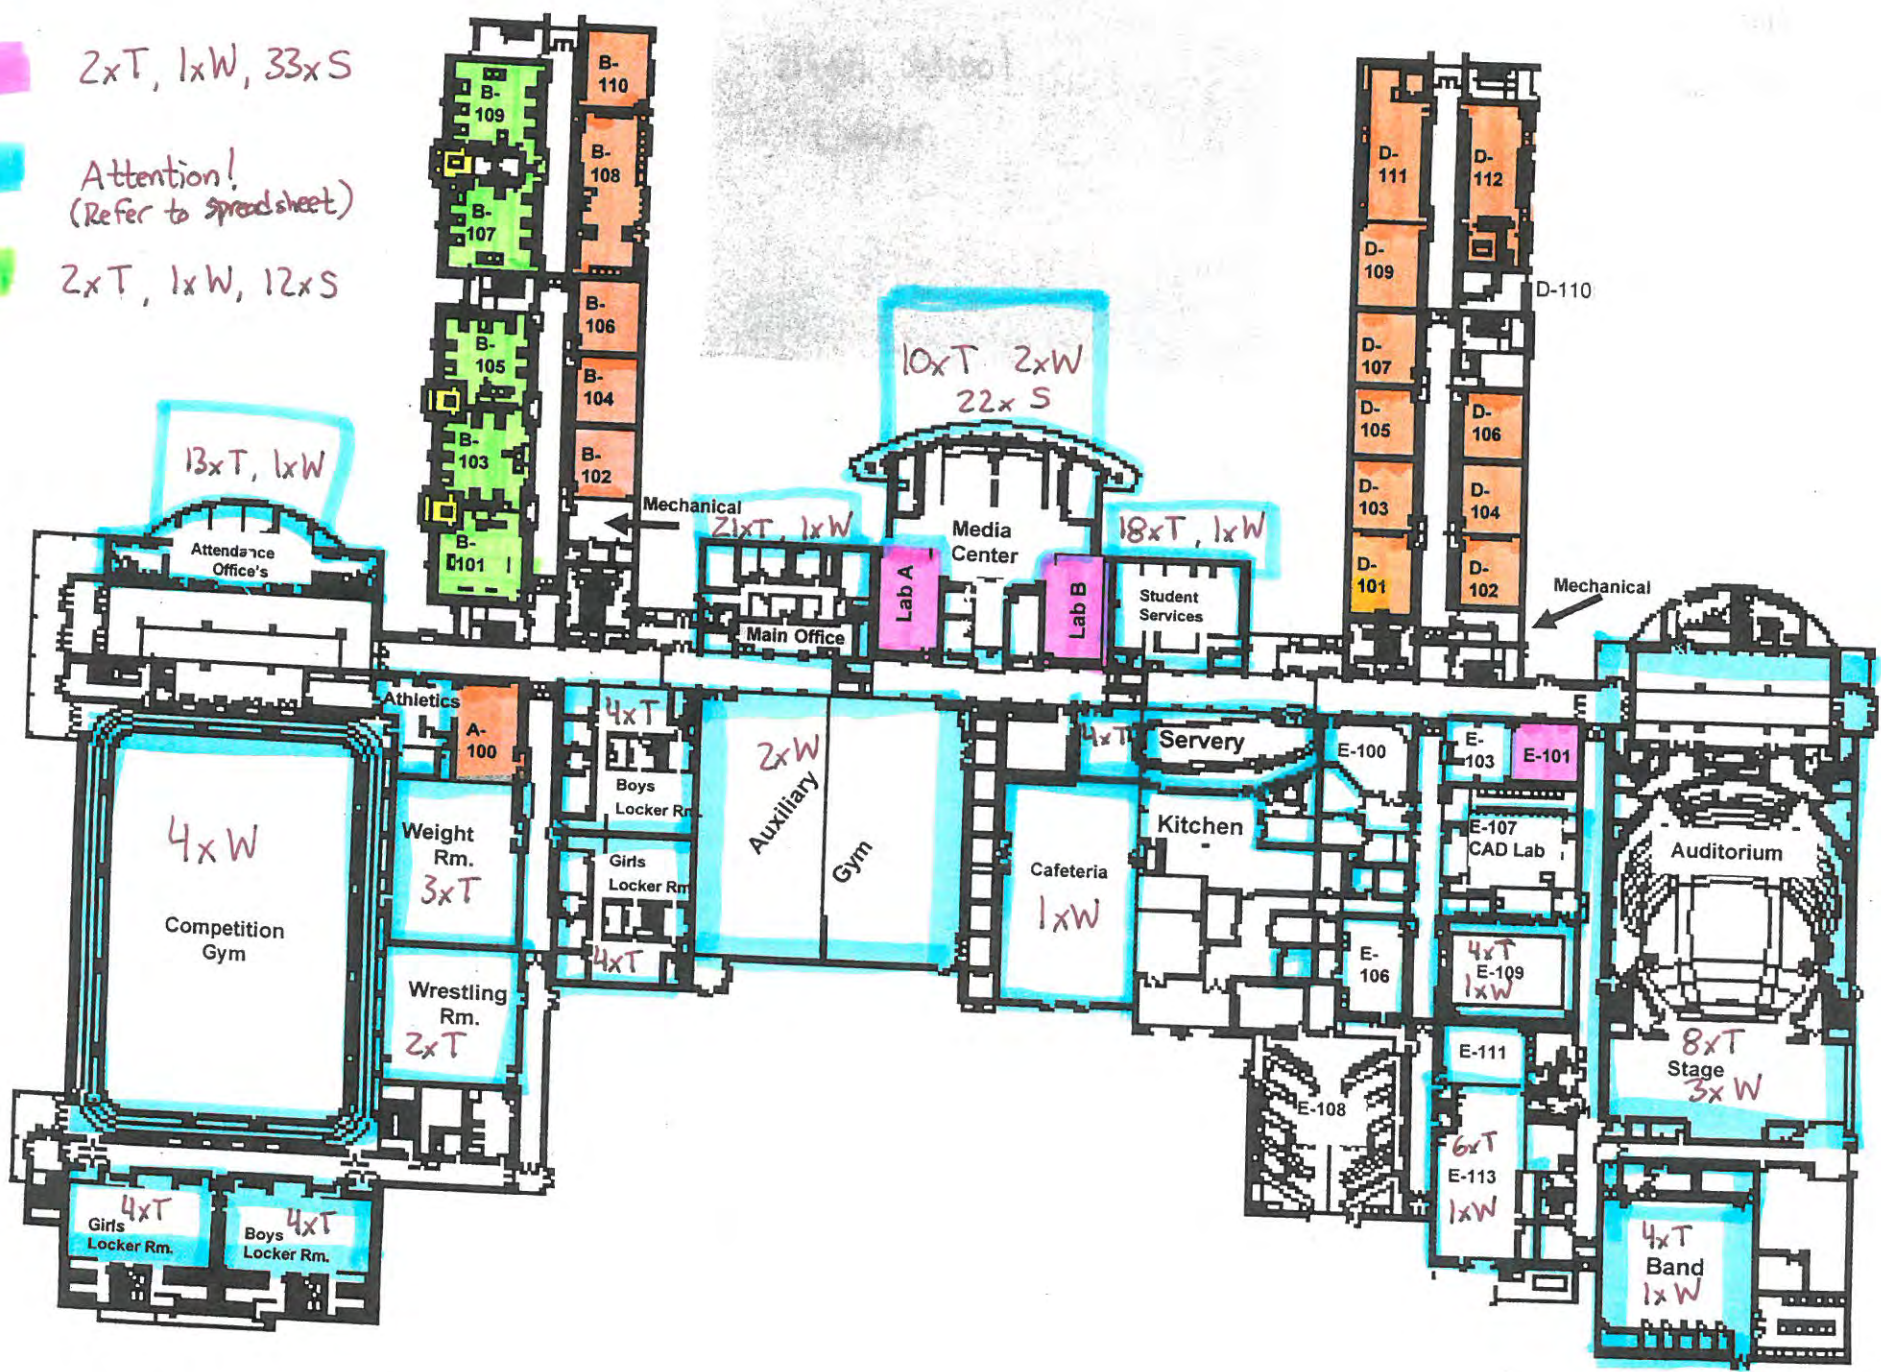 2xT, 1xW, 33xS
Attention!
(Refer to spreadsheet)
2xT, 1xW, 12xS
B-
110
B-
109
B-
108
B-
107
B-
106
B-
105
B-
104
B-
103
B-
102
B-
101
Mechanical
D-
111
D-
112
D-
109
D-110
D-
107
D-
105
D-
106
D-
103
D-
104
D-
101
D-
102
Mechanical
13xT, 1xW
Attendance
Office's
10xT 2xW
22x S
21xT, 1xW
Media
Center
18xT, 1xW
Lab A
Lab B
Student
Services
Main Office
Athletics
A-
100
4xT
Boys
Locker Rm
2xW
Auxiliary
Gym
4xT
Servery
E-100
E-
103
E-101
Weight
Rm.
3xT
4xW
Competition
Gym
Girls
Locker Rm
4xT
Kitchen
Cafeteria
1xW
E-107
CAD Lab
Auditorium
Wrestling
Rm.
2xT
E-
106
4xT
E-109
1xW
E-111
8xT
Stage
3xW
E-108
6xT
E-113
1xW
4xT
Girls
Locker Rm.
4xT
Boys
Locker Rm.
4xT
Band
1xW